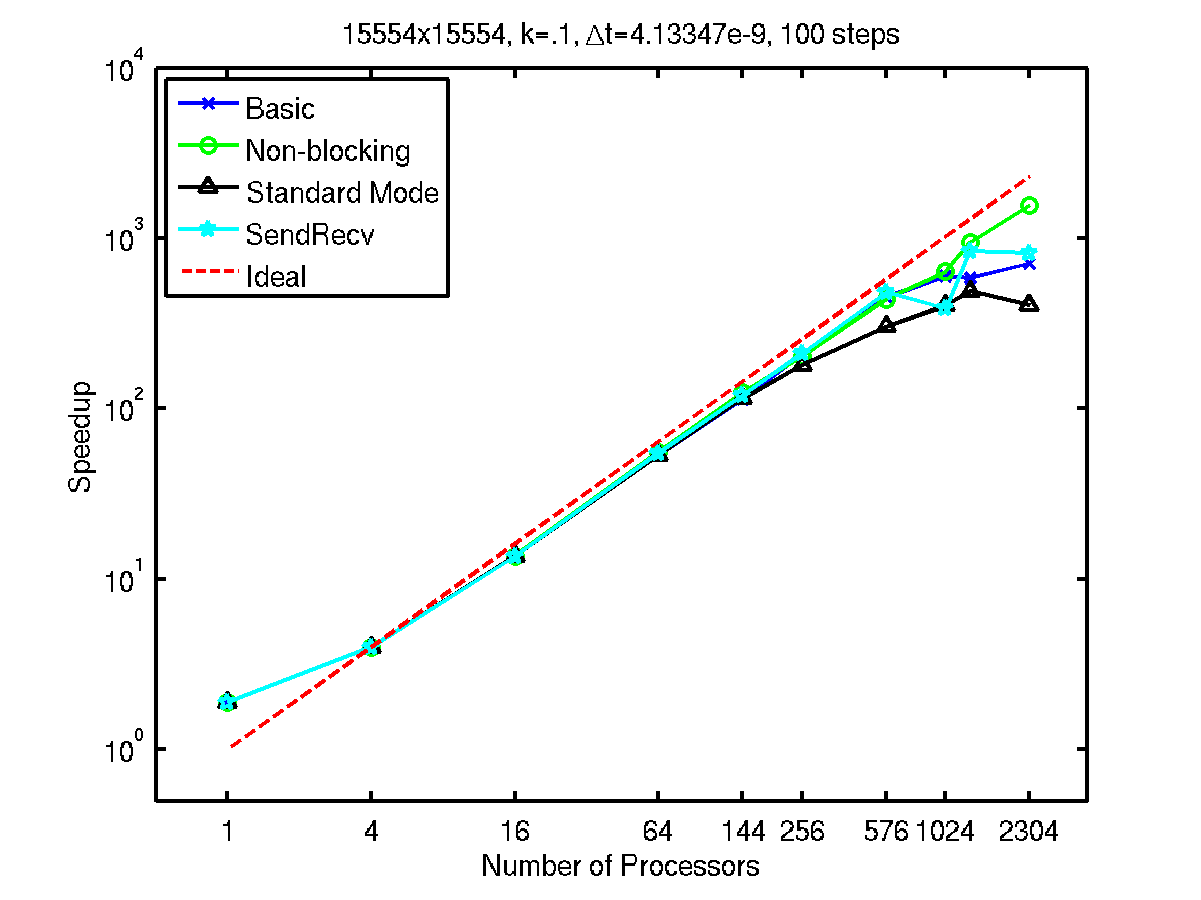 15554x15554, k=.1, Δt=4.13347e-9, 100 steps
Basic
Non-blocking
Standard Mode
SendRecv
Ideal
10^4
10^3
10^2
10^1
10^0
Speedup
1 4 16 64 144 256 576 1024 2304
Number of Processors